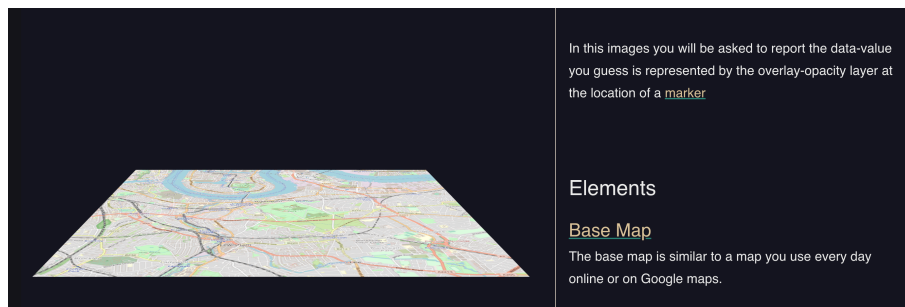 In this images you will be asked to report the data-value
you guess is represented by the overlay-opacity layer at
the location of a marker
Elements
Base Map
The base map is similar to a map you use every day
online or on Google maps.